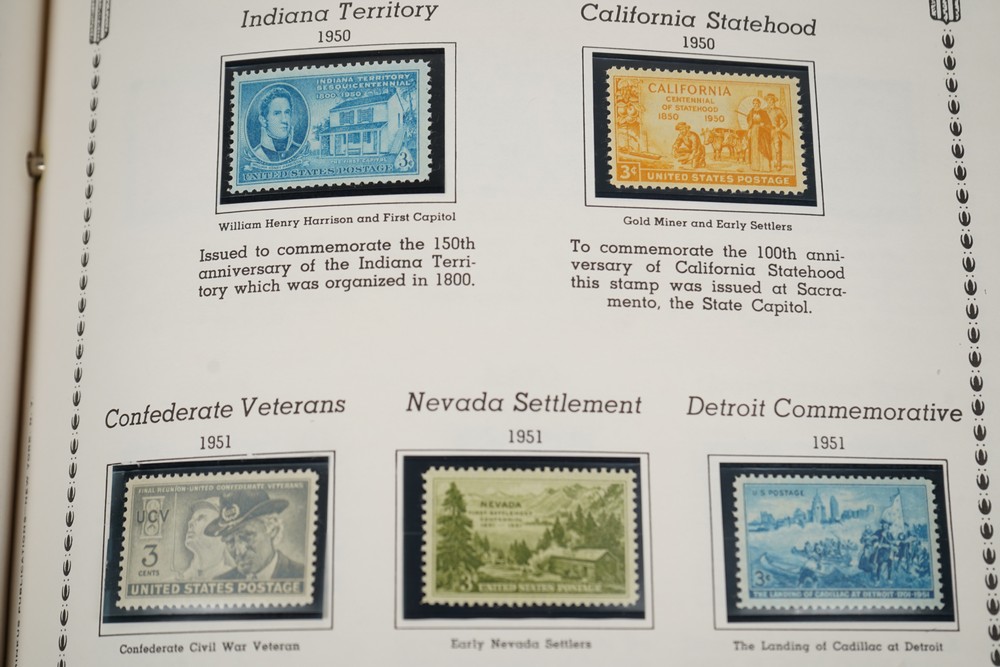 Indiana Territory
1950
INDIANA TERRITORY
SESQUICENTENNIAL
1800-1950
3¢
UNITED STATES POSTAGE
William Henry Harrison and First Capitol
Issued to commemorate the 150th
anniversary of the Indiana Terri-
tory which was organized in 1800.
California Statehood
1950
CALIFORNIA
CENTENNIAL
OF STATEHOOD
1850 1950
3¢ UNITED STATES POSTAGE
Gold Miner and Early Settlers
To commemorate the 100th anni-
versary of California Statehood
this stamp was issued at Sacra-
mento, the State Capitol.
Confederate Veterans
1951
FINAL REUNION-UNITED CONFEDERATE VETERANS
UCV
3
CENTS
UNITED STATES POSTAGE
Confederate Civil War Veteran
Nevada Settlement
1951
NEVADA
FIRST SETTLEMENT
CENTENNIAL
UNITED STATES POSTAGE
Early Nevada Settlers
Detroit Commemorative
1951
U.S. POSTAGE
3¢
THE LANDING OF CADILLAC AT DETROIT 1701-1951
The Landing of Cadillac at Detroit